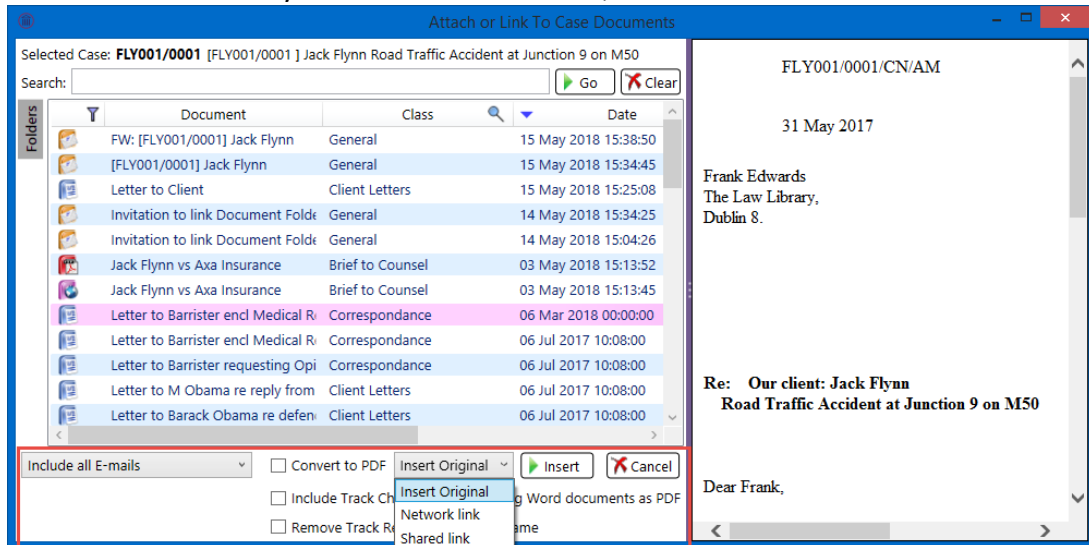 Attach or Link To Case Documents
Selected Case: FLY001/0001 [FLY001/0001 ] Jack Flynn Road Traffic Accident at Junction 9 on M50
Search: Go Clear
Folders
Document Class Date
FW: [FLY001/0001] Jack Flynn General 15 May 2018 15:38:50
[FLY001/0001] Jack Flynn General 15 May 2018 15:34:45
Letter to Client Client Letters 15 May 2018 15:25:08
Invitation to link Document Folde General 14 May 2018 15:34:25
Invitation to link Document Folde General 14 May 2018 15:04:26
Jack Flynn vs Axa Insurance Brief to Counsel 03 May 2018 15:13:52
Jack Flynn vs Axa Insurance Brief to Counsel 03 May 2018 15:13:45
Letter to Barrister encl Medical R Correspondance 06 Mar 2018 00:00:00
Letter to Barrister encl Medical R Correspondance 06 Jul 2017 10:08:00
Letter to Barrister requesting Opi Correspondance 06 Jul 2017 10:08:00
Letter to M Obama re reply from Client Letters 06 Jul 2017 10:08:00
Letter to Barack Obama re defen Client Letters 06 Jul 2017 10:08:00
Include all E-mails Convert to PDF Insert Original Insert Cancel
Include Track Ch Insert Original g Word documents as PDF
Network link
Remove Track Re Shared link ame
FLY001/0001/CN/AM
31 May 2017
Frank Edwards
The Law Library,
Dublin 8.
Re: Our client: Jack Flynn
Road Traffic Accident at Junction 9 on M50
Dear Frank,